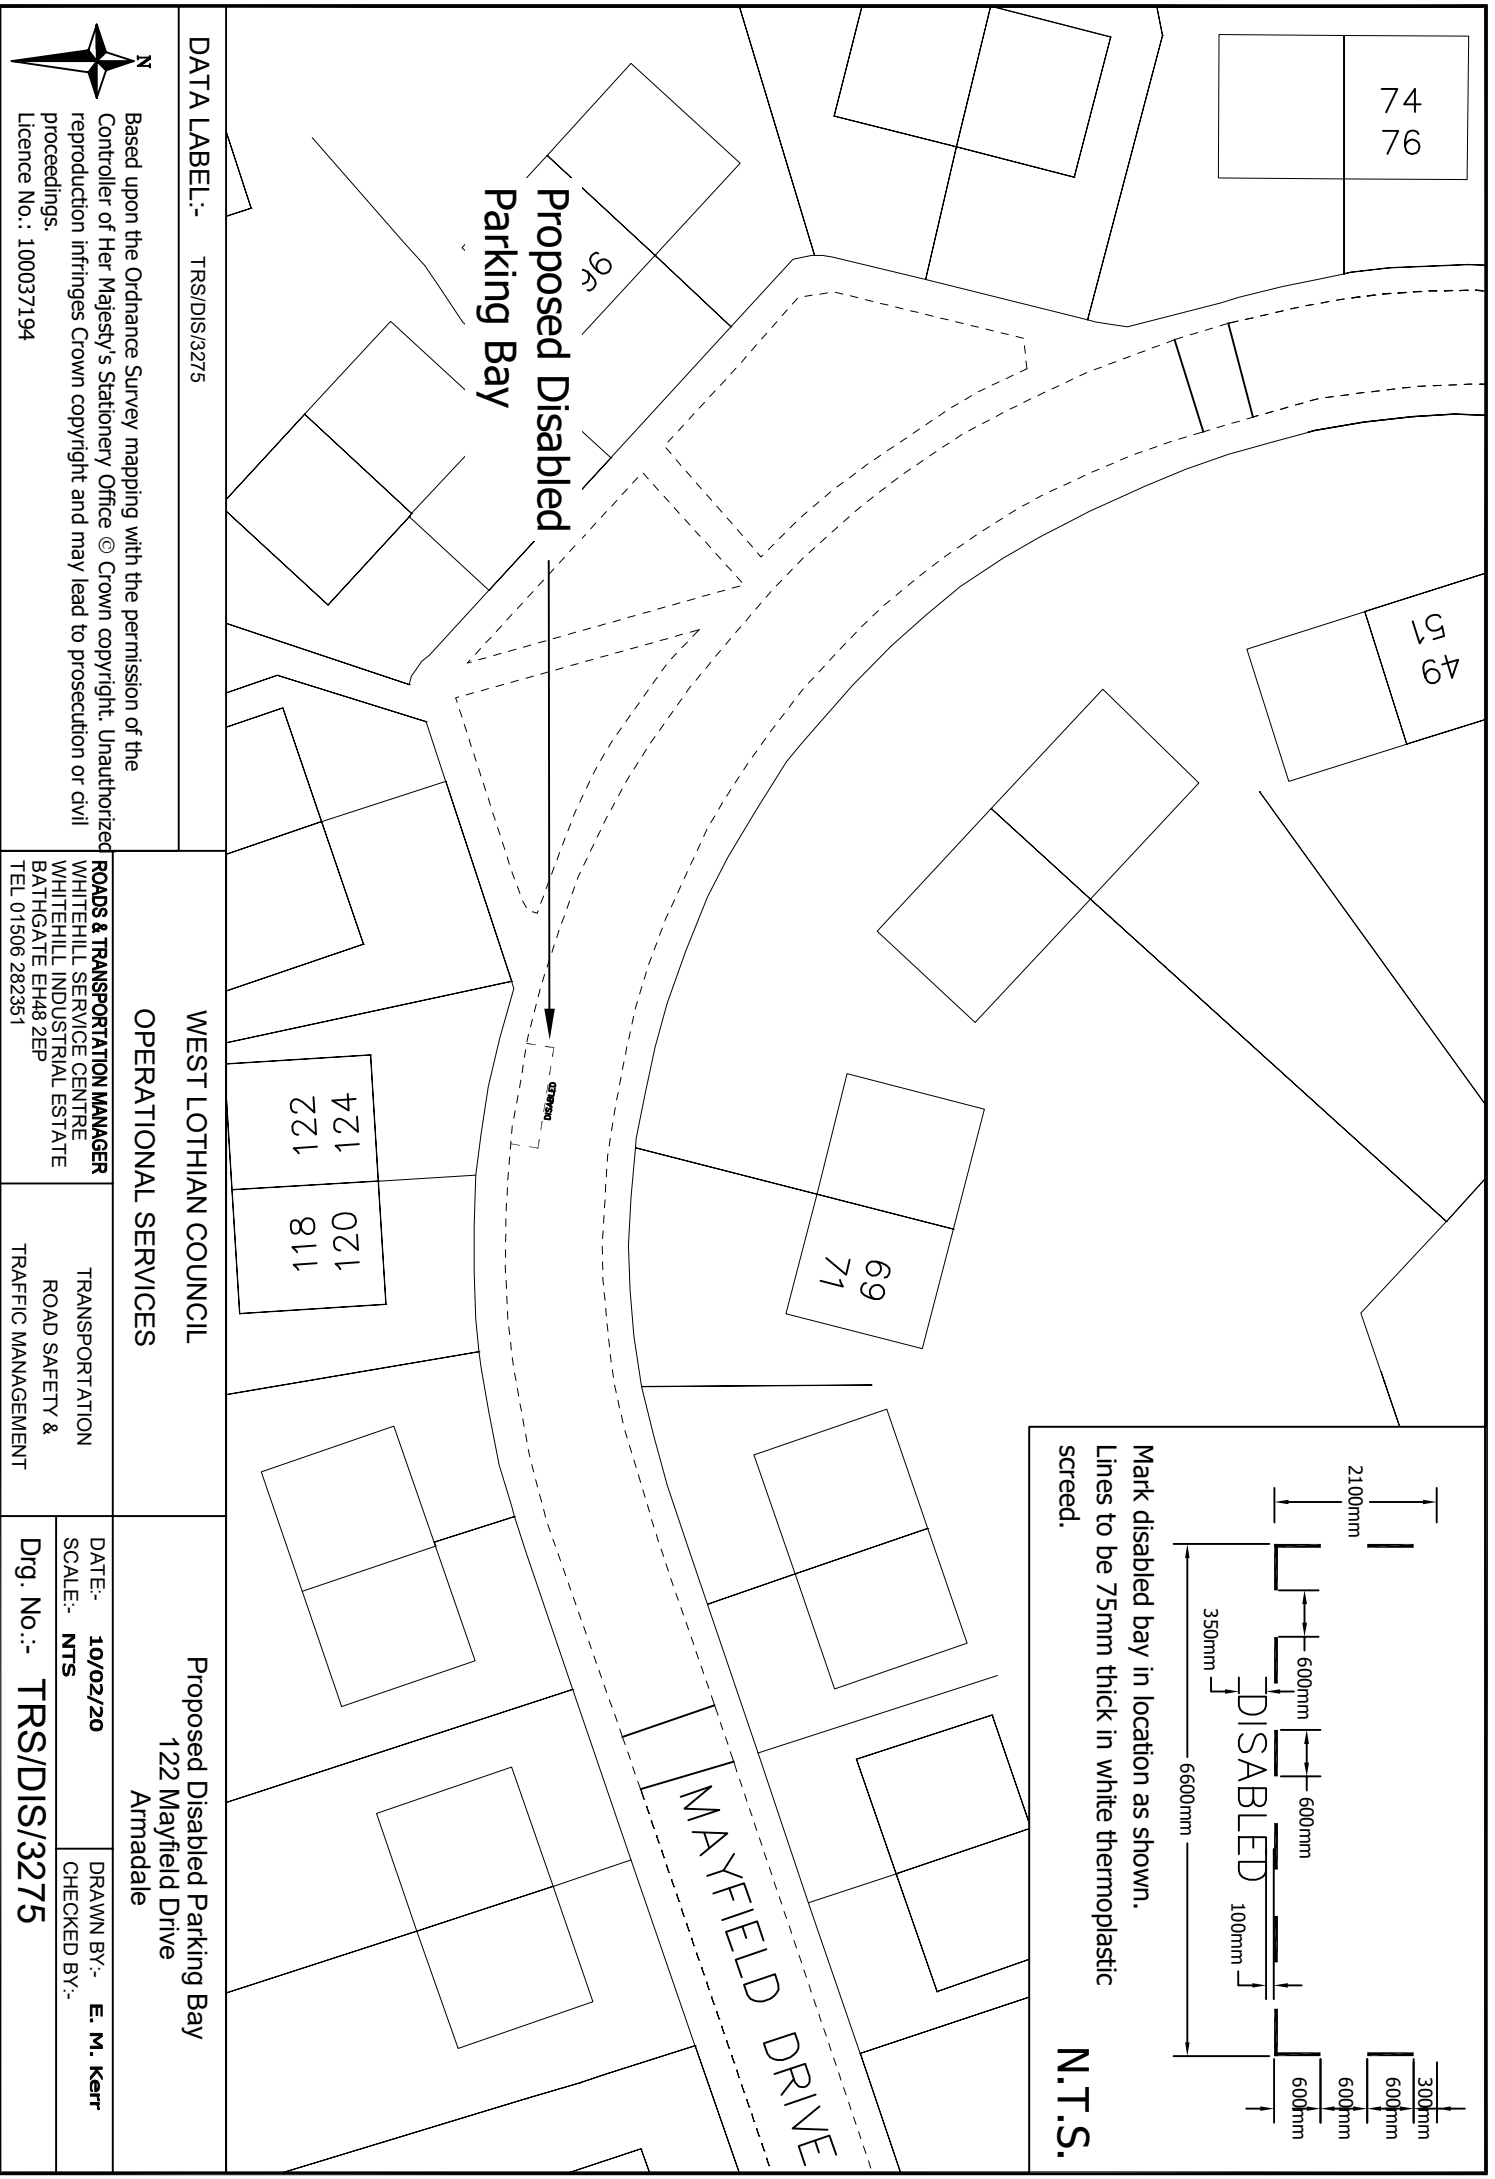 74
76
49
51
96
69
71
124
122
120
118
Proposed Disabled
Parking Bay
DISABLED
MAYFIELD DRIVE
2100mm
600mm
600mm
350mm
DISABLED
100mm
6600mm
300mm
600mm
600mm
600mm
Mark disabled bay in location as shown.
Lines to be 75mm thick in white thermoplastic
screed.
N.T.S.
DATA LABEL:- TRS/DIS/3275
N
Based upon the Ordnance Survey mapping with the permission of the
Controller of Her Majesty's Stationery Office © Crown copyright. Unauthorized
reproduction infringes Crown copyright and may lead to prosecution or civil
proceedings.
Licence No.: 100037194
WEST LOTHIAN COUNCIL
OPERATIONAL SERVICES
ROADS & TRANSPORTATION MANAGER
WHITEHILL SERVICE CENTRE
WHITEHILL INDUSTRIAL ESTATE
BATHGATE EH48 2EP
TEL 01506 282351
TRANSPORTATION
ROAD SAFETY &
TRAFFIC MANAGEMENT
Proposed Disabled Parking Bay
122 Mayfield Drive
Armadale
DATE:- 10/02/20
SCALE:- NTS
DRAWN BY:- E. M. Kerr
CHECKED BY:-
Drg. No.:- TRS/DIS/3275